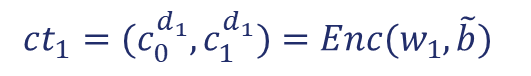 ct₁ = (c₀^{d₁}, c₁^{d₁}) = Enc(w₁, b̃)